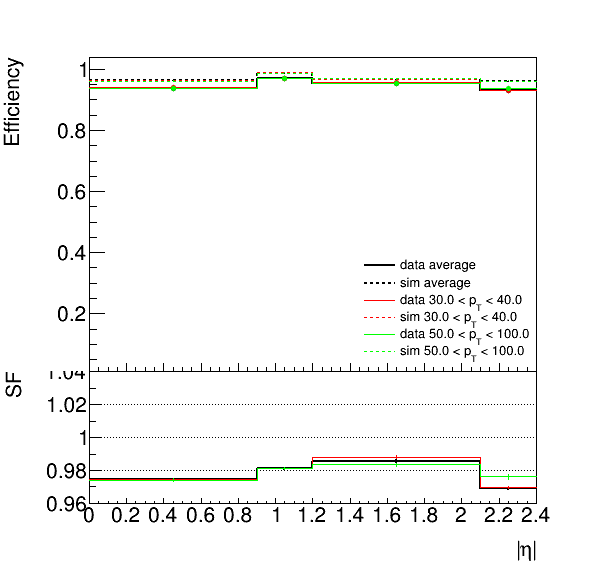 Efficiency
1
0.8
0.6
0.4
0.2
data average
sim average
data 30.0 < p_T < 40.0
sim 30.0 < p_T < 40.0
data 50.0 < p_T < 100.0
sim 50.0 < p_T < 100.0
SF
1.04
1.02
1
0.98
0.96
0 0.2 0.4 0.6 0.8 1 1.2 1.4 1.6 1.8 2 2.2 2.4
|η|